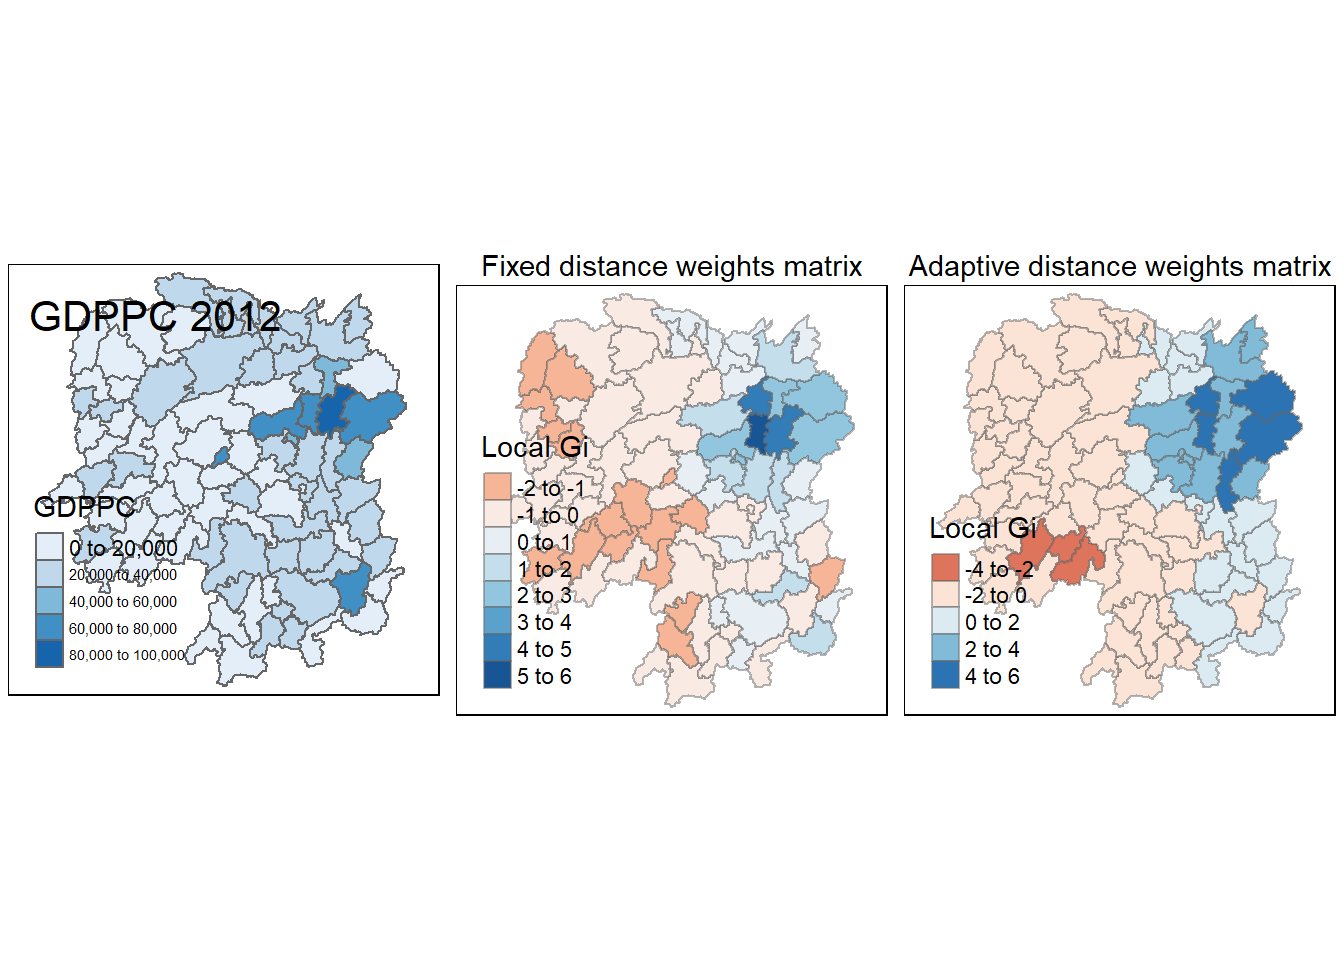 GDPPC 2012
GDPPC
0 to 20,000
20,000 to 40,000
40,000 to 60,000
60,000 to 80,000
80,000 to 100,000
Fixed distance weights matrix
Local Gi
-2 to -1
-1 to 0
0 to 1
1 to 2
2 to 3
3 to 4
4 to 5
5 to 6
Adaptive distance weights matrix
Local Gi
-4 to -2
-2 to 0
0 to 2
2 to 4
4 to 6